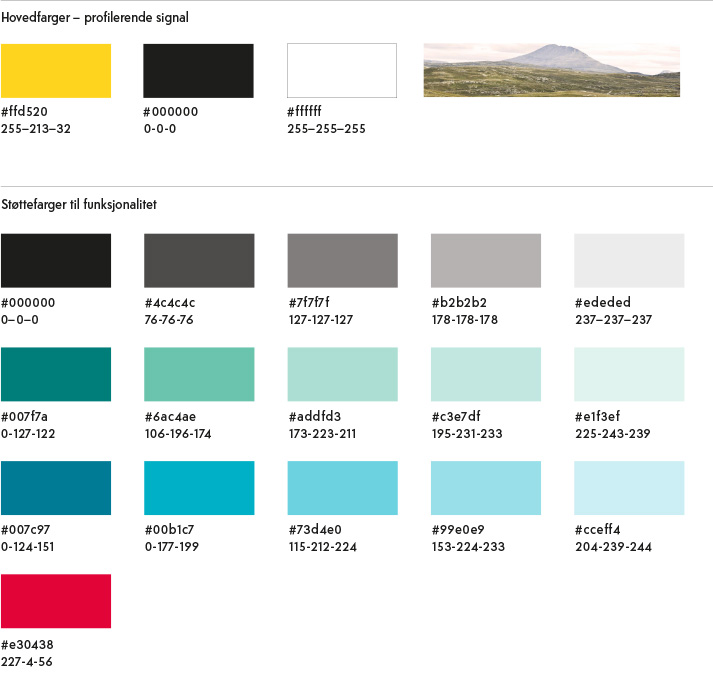 Hovedfarger – profilerende signal
#ffd520 #000000 #ffffff
255–213–32 0-0-0 255–255–255
Støttefarger til funksjonalitet
#000000 #4c4c4c #7f7f7f #b2b2b2 #ededed
0–0–0 76-76-76 127-127-127 178-178-178 237–237–237
#007f7a #6ac4ae #addfd3 #c3e7df #e1f3ef
0-127-122 106-196-174 173-223-211 195-231-233 225-243-239
#007c97 #00b1c7 #73d4e0 #99e0e9 #cceff4
0-124-151 0-177-199 115-212-224 153-224-233 204-239-244
#e30438
227-4-56